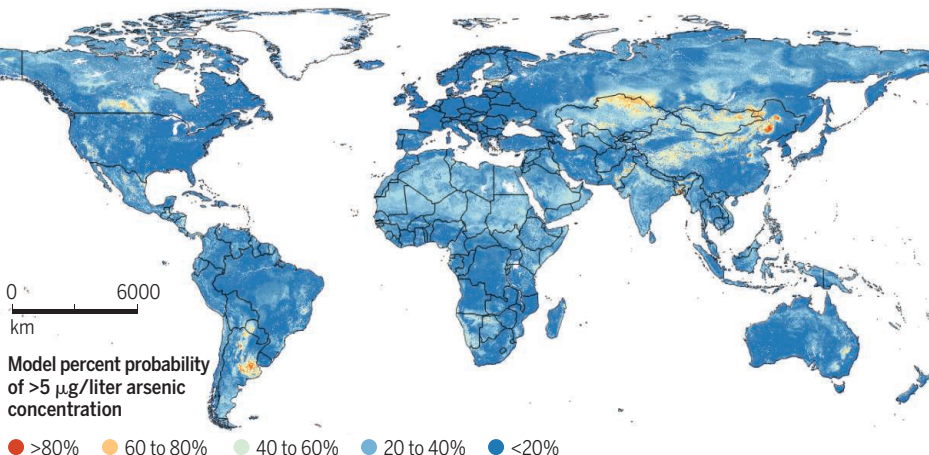 0 6000
km
Model percent probability
of >5 μg/liter arsenic
concentration
>80% 60 to 80% 40 to 60% 20 to 40% <20%